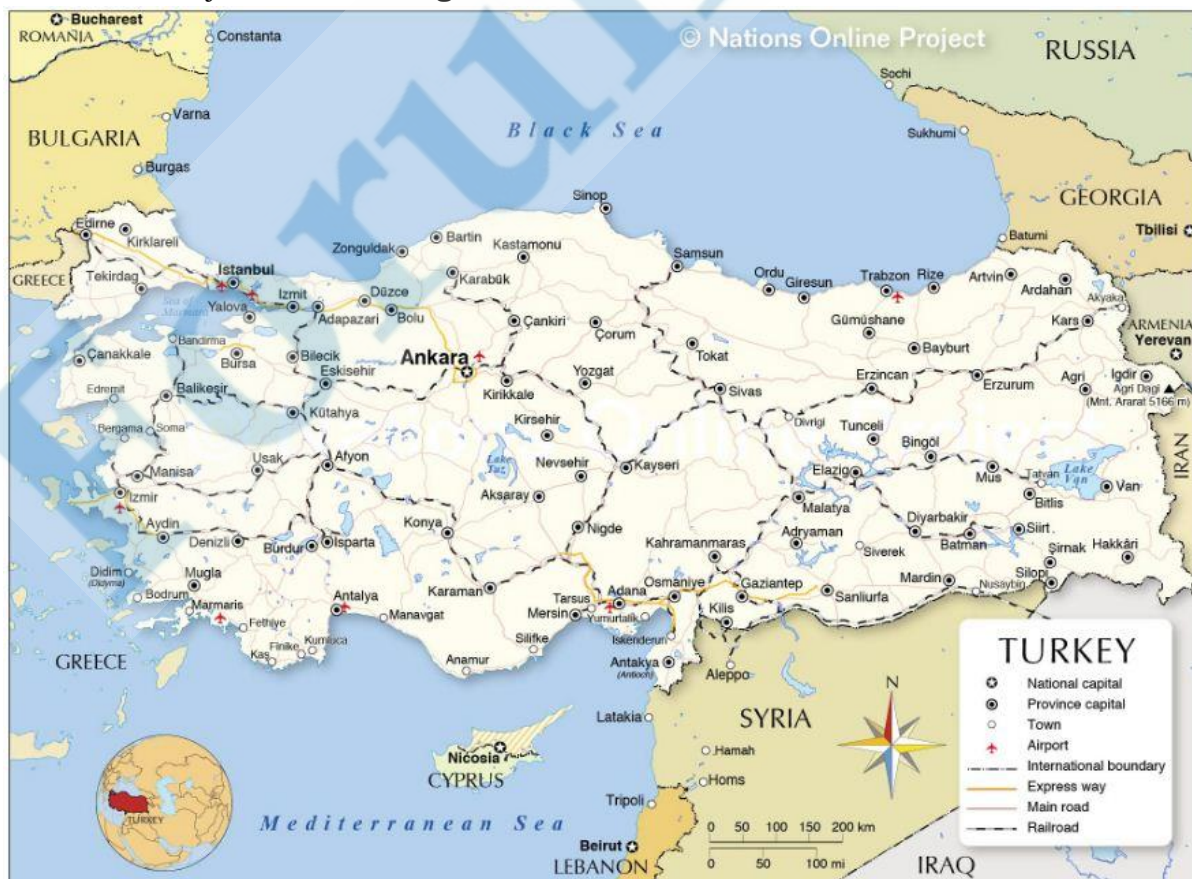 Bucharest
ROMANIA
Constanta
© Nations Online Project
RUSSIA
Sochi
Varna
BULGARIA
Black Sea
Sukhumi
Burgas
GEORGIA
Sinop
Tbilisi
Edirne
Kirklareli
Zonguldak
Bartin
Kastamonu
Samsun
Batumi
GREECE
Tekirdag
Istanbul
Karabük
Ordu
Giresun
Trabzon
Rize
Artvin
Ardahan
Sea of
Marmara
Yalova
Izmit
Adapazari
Düzce
Bolu
Çankiri
Çorum
Tokat
Gümüshane
Bayburt
Kars
Akyaka
ARMENIA
Yerevan
Çanakkale
Bandirma
Bursa
Bilecik
Ankara
Eskisehir
Kirikkale
Yozgat
Sivas
Erzincan
Erzurum
Agri
Igdir
Agri Dagi
(Mnt. Ararat 5166 m)
Edremit
Balikeşir
Kütahya
Kirsehir
Divrigi
Tunceli
Bingöl
IRAN
Bergama
Soma
Manisa
Usak
Afyon
Lake
Tuz
Nevsehir
Kayseri
Elazig
Mus
Tatvan
Lake
Van
Van
Izmir
Aksaray
Malatya
Bitlis
Aydin
Denizli
Burdur
Isparta
Konya
Nigde
Kahramanmaras
Adryaman
Siverek
Diyarbakir
Batman
Siirt
Şirnak
Hakkâri
Didim
(Didyma)
Mugla
Karaman
Tarsus
Adana
Osmaniye
Gaziantep
Sanliurfa
Mardin
Nusaybin
Silopi
Bodrum
Marmaris
Fethiye
Antalya
Manavgat
Mersin
Yumurtalik
Kilis
GREECE
Kas
Finike
Kumluca
Silifke
Anamur
Iskenderun
Antakya
(Antioch)
Aleppo
Latakia
SYRIA
N
Nicosia
CYPRUS
Hamah
Homs
Tripoli
TURKEY
Mediterranean Sea
Beirut
LEBANON
0 50 100 150 200 km
0 50 100 mi
IRAQ
TURKEY
National capital
Province capital
Town
Airport
International boundary
Express way
Main road
Railroad